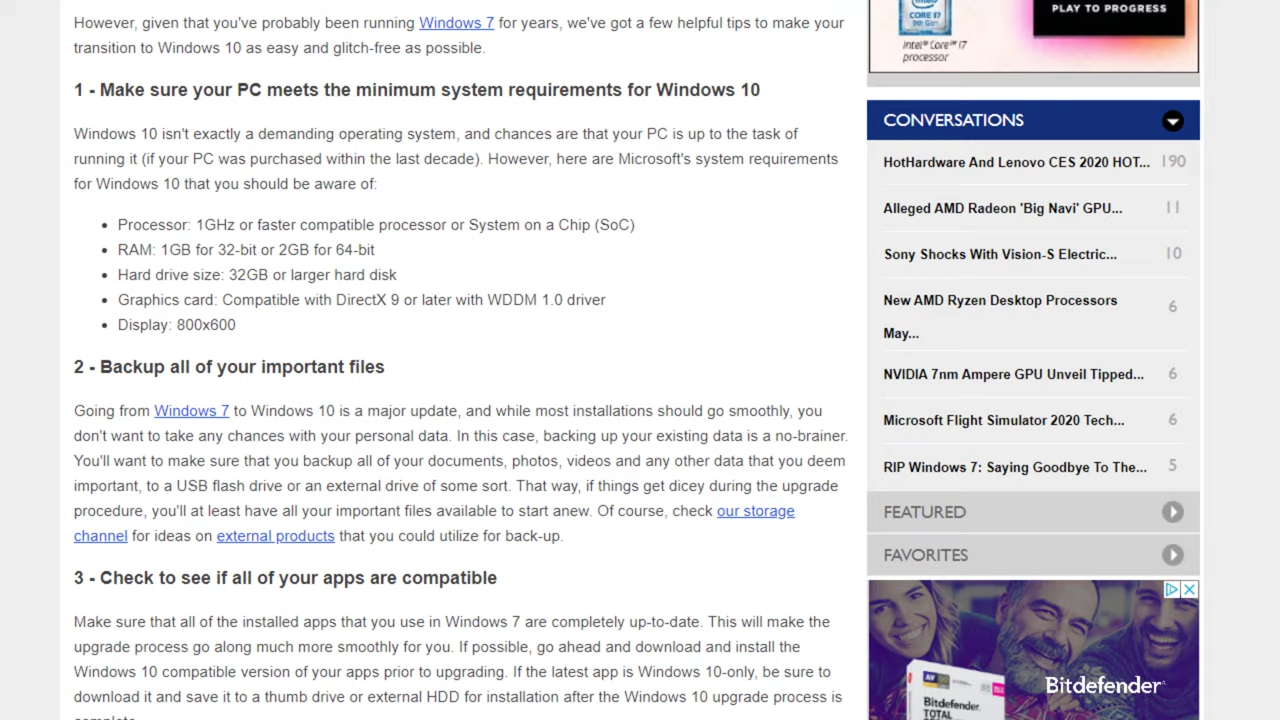 However, given that you've probably been running Windows 7 for years, we've got a few helpful tips to make your
transition to Windows 10 as easy and glitch-free as possible.
1 - Make sure your PC meets the minimum system requirements for Windows 10
Windows 10 isn't exactly a demanding operating system, and chances are that your PC is up to the task of
running it (if your PC was purchased within the last decade). However, here are Microsoft's system requirements
for Windows 10 that you should be aware of:
• Processor: 1GHz or faster compatible processor or System on a Chip (SoC)
• RAM: 1GB for 32-bit or 2GB for 64-bit
• Hard drive size: 32GB or larger hard disk
• Graphics card: Compatible with DirectX 9 or later with WDDM 1.0 driver
• Display: 800x600
2 - Backup all of your important files
Going from Windows 7 to Windows 10 is a major update, and while most installations should go smoothly, you
don't want to take any chances with your personal data. In this case, backing up your existing data is a no-brainer.
You'll want to make sure that you backup all of your documents, photos, videos and any other data that you deem
important, to a USB flash drive or an external drive of some sort. That way, if things get dicey during the upgrade
procedure, you'll at least have all your important files available to start anew. Of course, check our storage
channel for ideas on external products that you could utilize for back-up.
3 - Check to see if all of your apps are compatible
Make sure that all of the installed apps that you use in Windows 7 are completely up-to-date. This will make the
upgrade process go along much more smoothly for you. If possible, go ahead and download and install the
Windows 10 compatible version of your apps prior to upgrading. If the latest app is Windows 10-only, be sure to
download it and save it to a thumb drive or external HDD for installation after the Windows 10 upgrade process is
CORE i7
9th Gen
Intel® Core™ i7
processor
PLAY TO PROGRESS
CONVERSATIONS
HotHardware And Lenovo CES 2020 HOT... 190
Alleged AMD Radeon 'Big Navi' GPU... 11
Sony Shocks With Vision-S Electric... 10
New AMD Ryzen Desktop Processors
May... 6
NVIDIA 7nm Ampere GPU Unveil Tipped... 6
Microsoft Flight Simulator 2020 Tech... 6
RIP Windows 7: Saying Goodbye To The... 5
FEATURED
FAVORITES
Bitdefender
Bitdefender
TOTAL